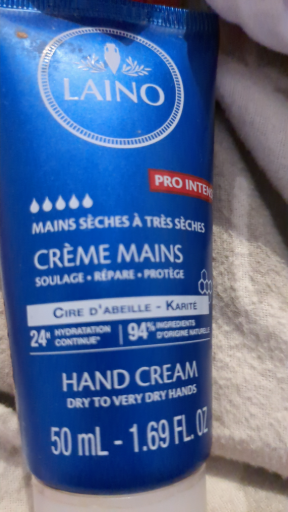 LAINO
PRO INTEN
MAINS SÈCHES À TRÈS SÈCHES
CRÈME MAINS
SOULAGE • RÉPARE • PROTÈGE
CIRE D'ABEILLE - KARITÉ
24H HYDRATATION CONTINUE*
94% INGRÉDIENTS D'ORIGINE NATURELLE
HAND CREAM
DRY TO VERY DRY HANDS
50 mL - 1.69 FL. OZ